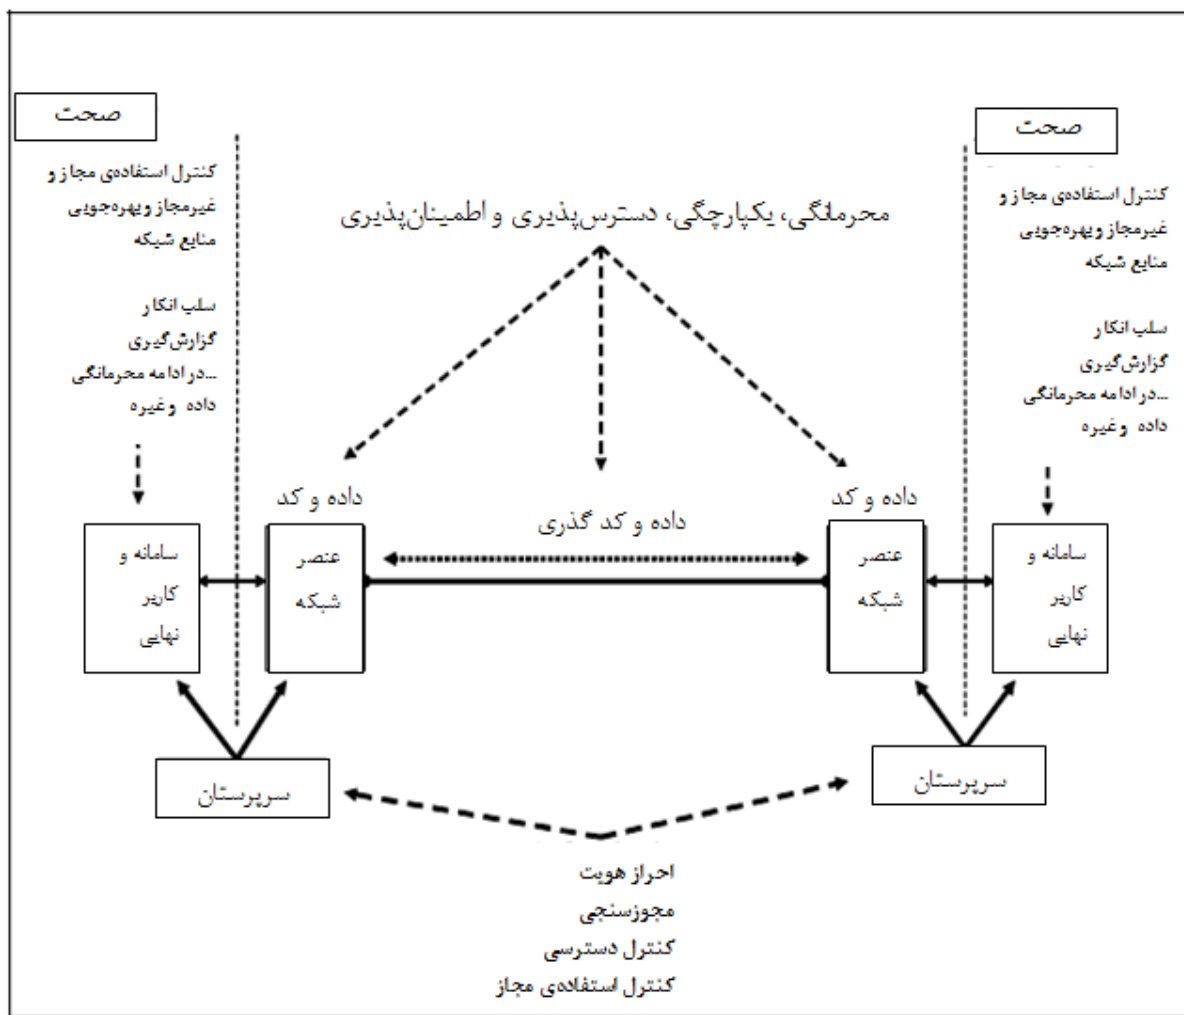 صحت
صحت
کنترل استفاده‌ی مجاز و
غیرمجاز و بهره‌جویی
منابع شبکه
سلب انکار
گزارش‌گیری
...در ادامه محرمانگی
داده و غیره
کنترل استفاده‌ی مجاز و
غیرمجاز و بهره‌جویی
منابع شبکه
سلب انکار
گزارش‌گیری
...در ادامه محرمانگی
داده و غیره
محرمانگی، یکپارچگی، دسترس‌پذیری و اطمینان‌پذیری
داده و کد
داده و کد گذری
داده و کد
سامانه و
کاربر
نهایی
عنصر
شبکه
عنصر
شبکه
سامانه و
کاربر
نهایی
سرپرستان
سرپرستان
احراز هویت
مجوزسنجی
کنترل دسترسی
کنترل استفاده‌ی مجاز